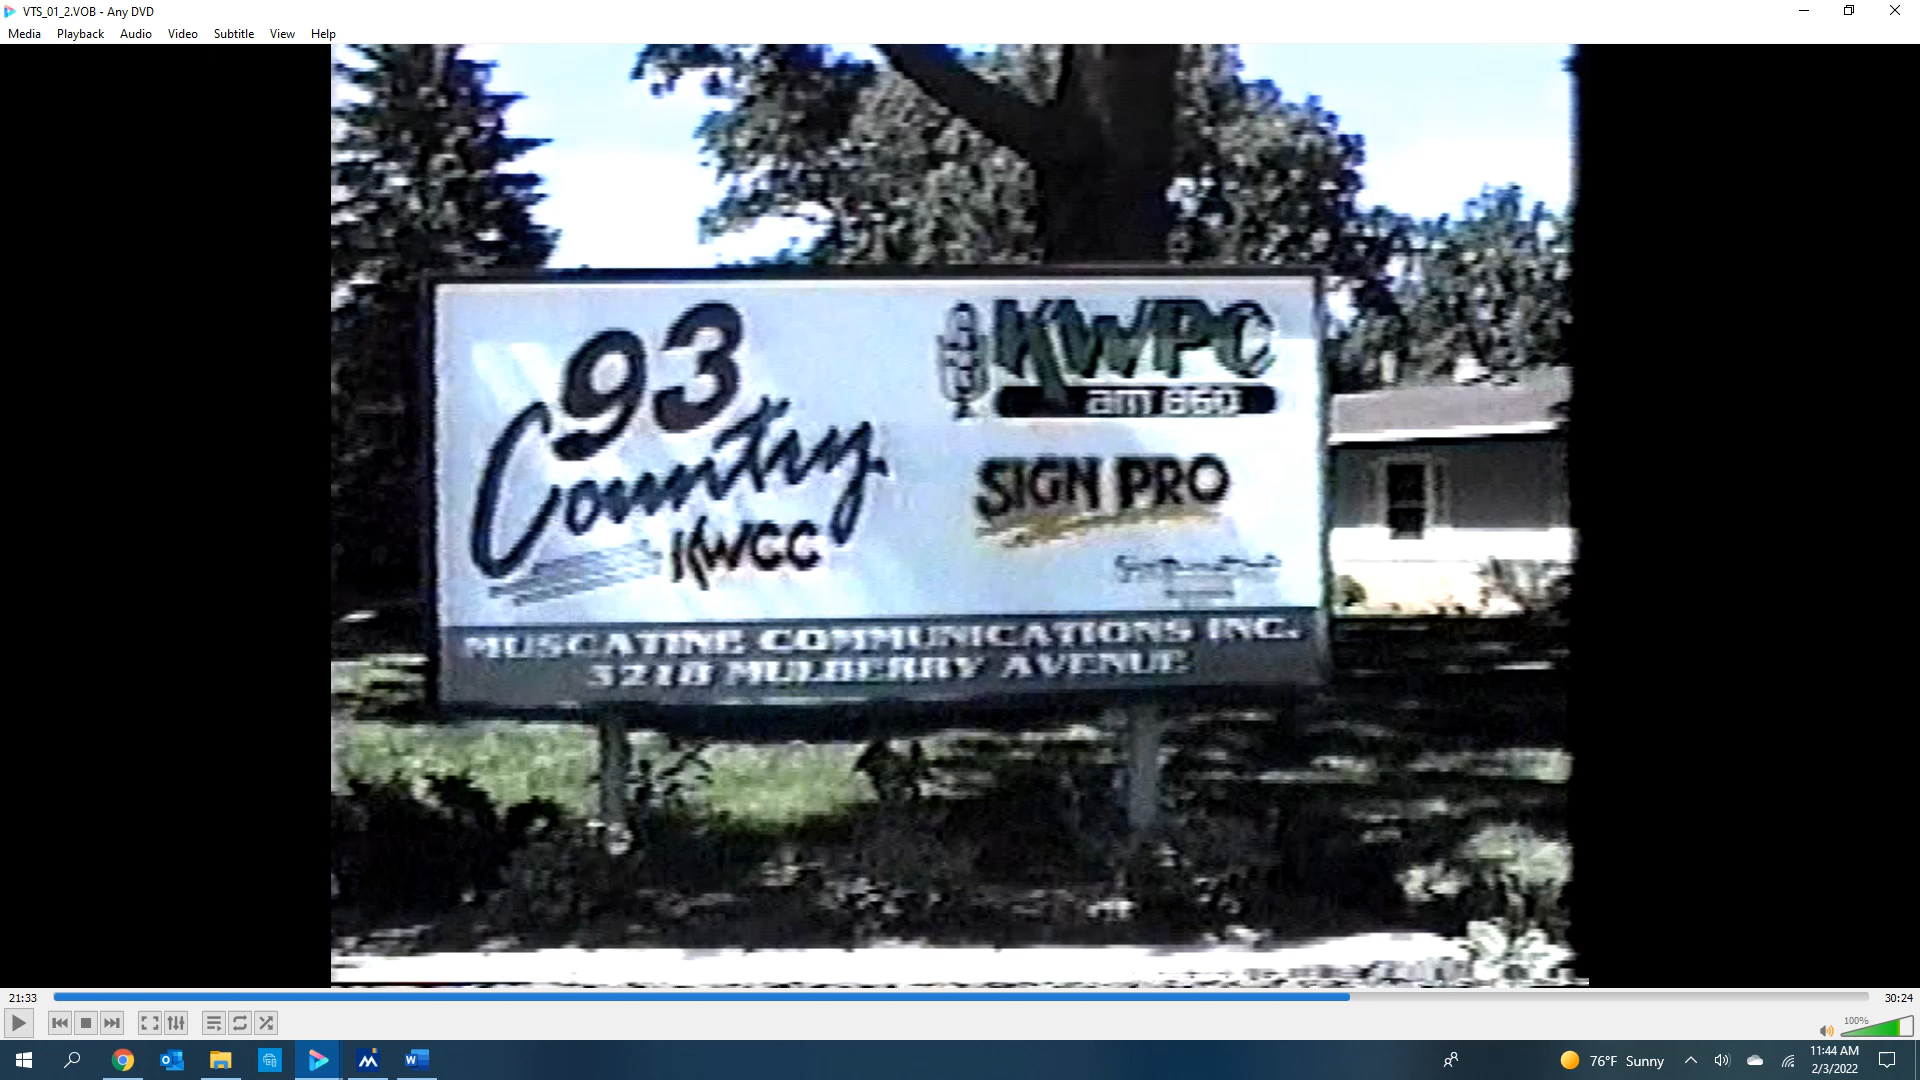 VTS_01_2.VOB - Any DVD
Media Playback Audio Video Subtitle View Help
93
Country
KWCC
KWPC
am 860
SIGN PRO
MUSCATINE COMMUNICATIONS INC.
3218 MULBERRY AVENUE
21:33
30:24
100%
76°F Sunny
11:44 AM
2/3/2022